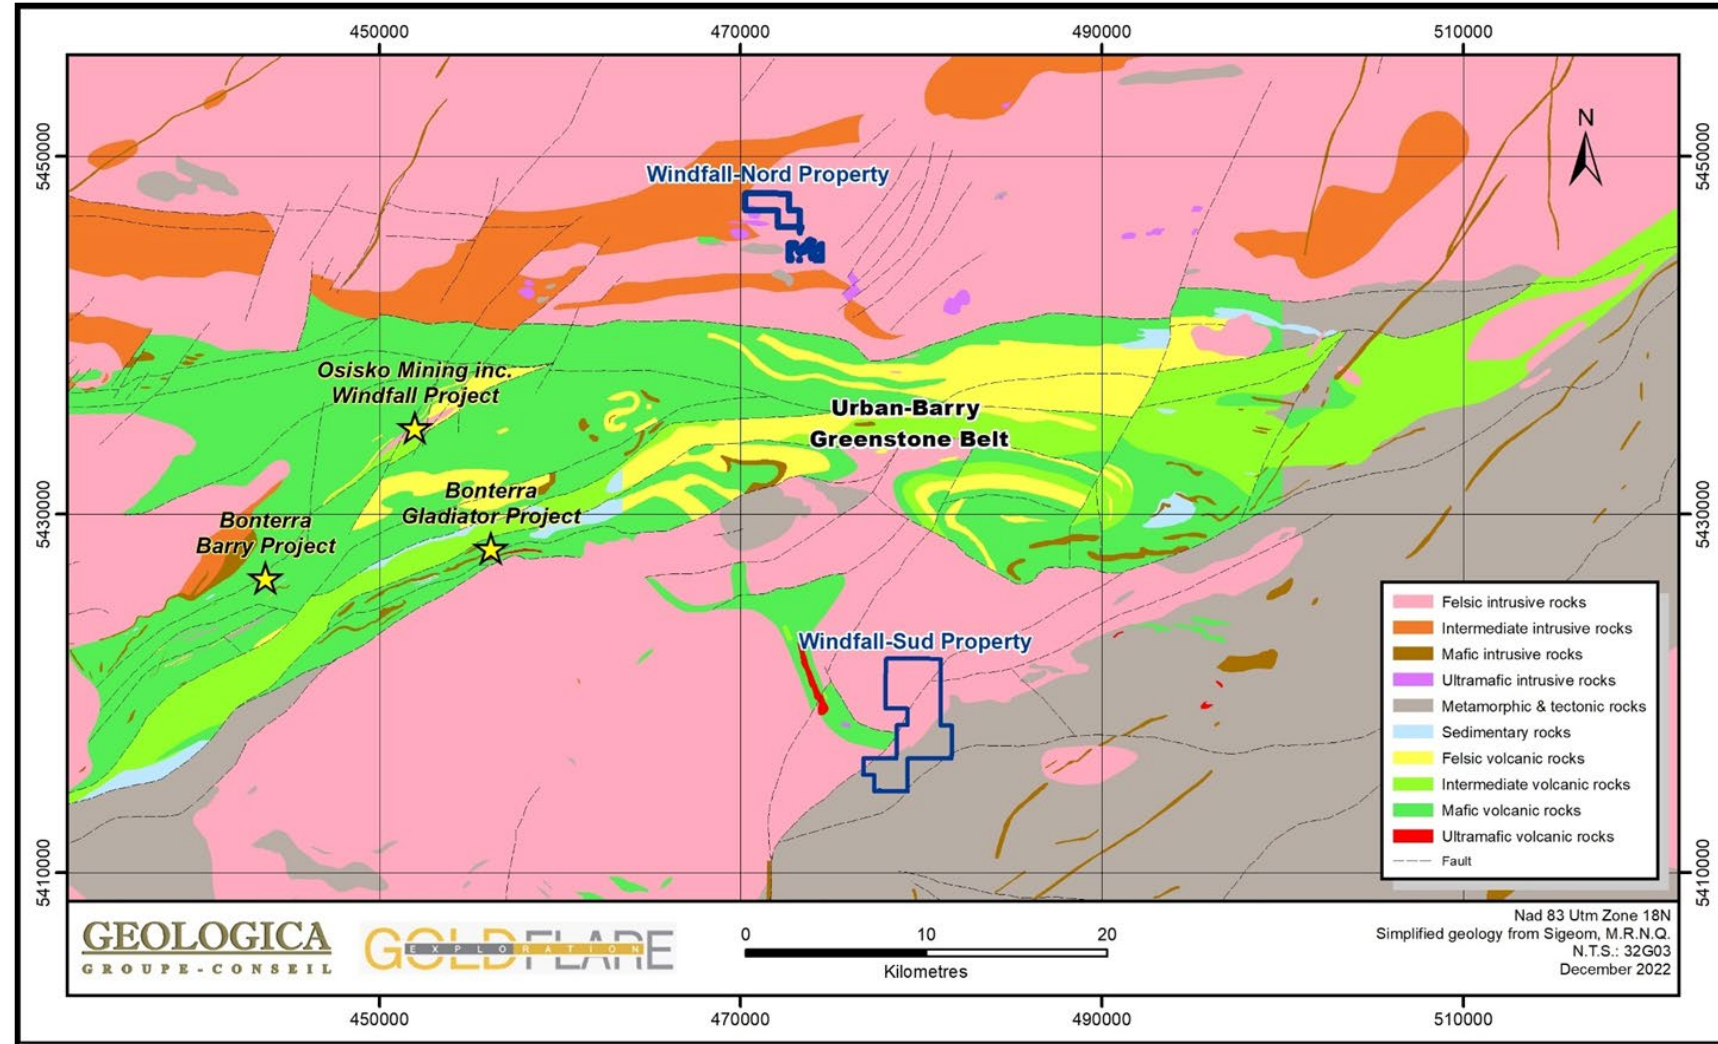 450000
470000
490000
510000
5450000
5450000
N
Windfall-Nord Property
Osisko Mining inc.
Windfall Project
Urban-Barry
Greenstone Belt
Bonterra
Gladiator Project
Bonterra
Barry Project
5430000
5430000
Windfall-Sud Property
Felsic intrusive rocks
Intermediate intrusive rocks
Mafic intrusive rocks
Ultramafic intrusive rocks
Metamorphic & tectonic rocks
Sedimentary rocks
Felsic volcanic rocks
Intermediate volcanic rocks
Mafic volcanic rocks
Ultramafic volcanic rocks
Fault
5410000
5410000
GEOLOGICA
GROUPE-CONSEIL
GOLDFLARE
EXPLORATION
0
10
20
Kilometres
Nad 83 Utm Zone 18N
Simplified geology from Sigeom, M.R.N.Q.
N.T.S.: 32G03
December 2022
450000
470000
490000
510000